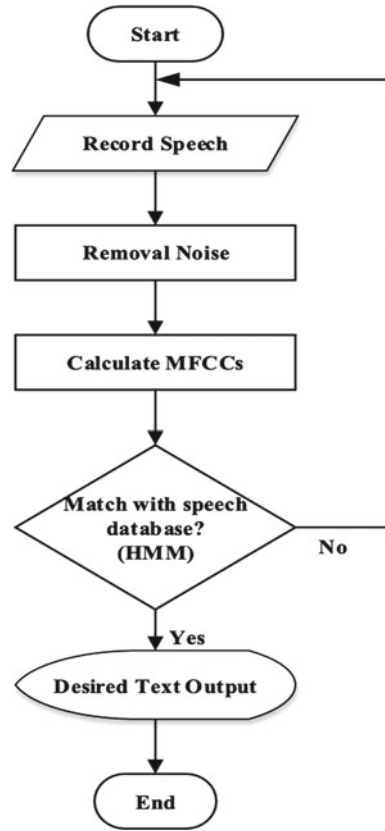 Start
Record Speech
Removal Noise
Calculate MFCCs
Match with speech
database?
(HMM)
No
Yes
Desired Text Output
End